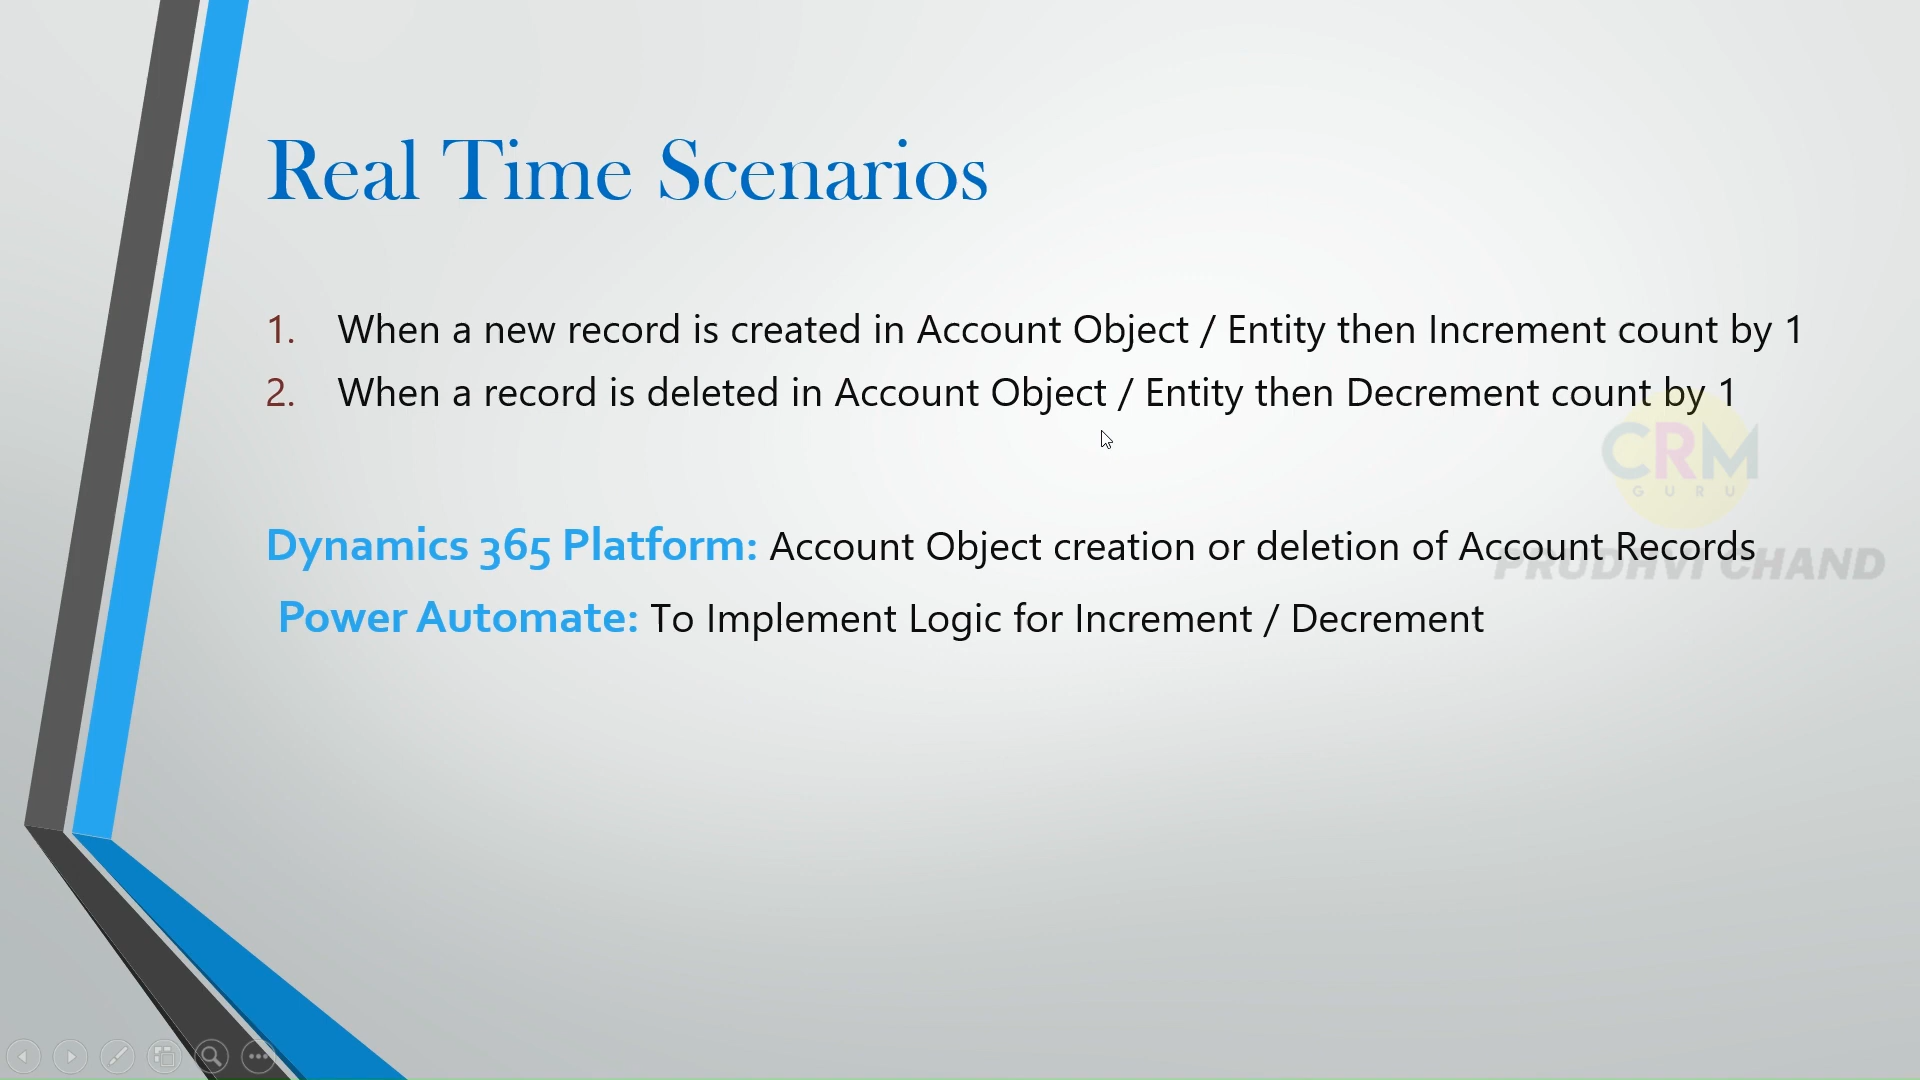 Real Time Scenarios
1. When a new record is created in Account Object / Entity then Increment count by 1
2. When a record is deleted in Account Object / Entity then Decrement count by 1
CRM
GURU
Dynamics 365 Platform: Account Object creation or deletion of Account Records
PRUDHVI CHAND
Power Automate: To Implement Logic for Increment / Decrement